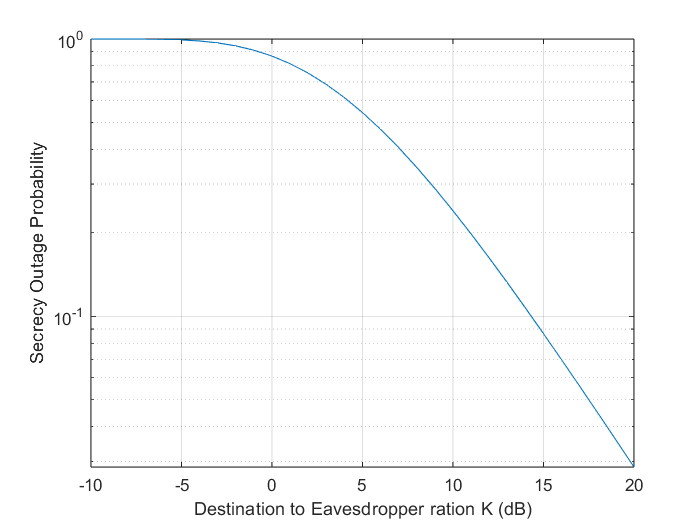 10^0
10^-1
Secrecy Outage Probability
-10 -5 0 5 10 15 20
Destination to Eavesdropper ration K (dB)